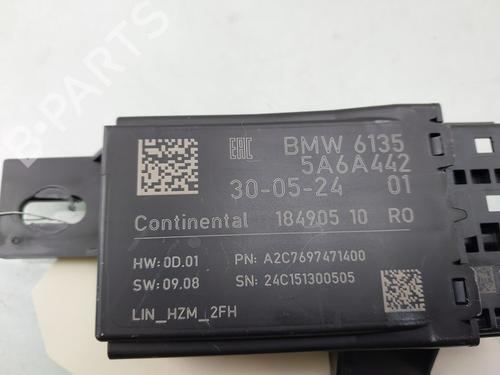 B-PARTS
EAC BMW 6135
5A6A442
30-05-24 01
Continental 184905 10 RO
HW: 0D.01 PN: A2C7697471400
SW: 09.08 SN: 24C151300505
LIN_HZM_2FH